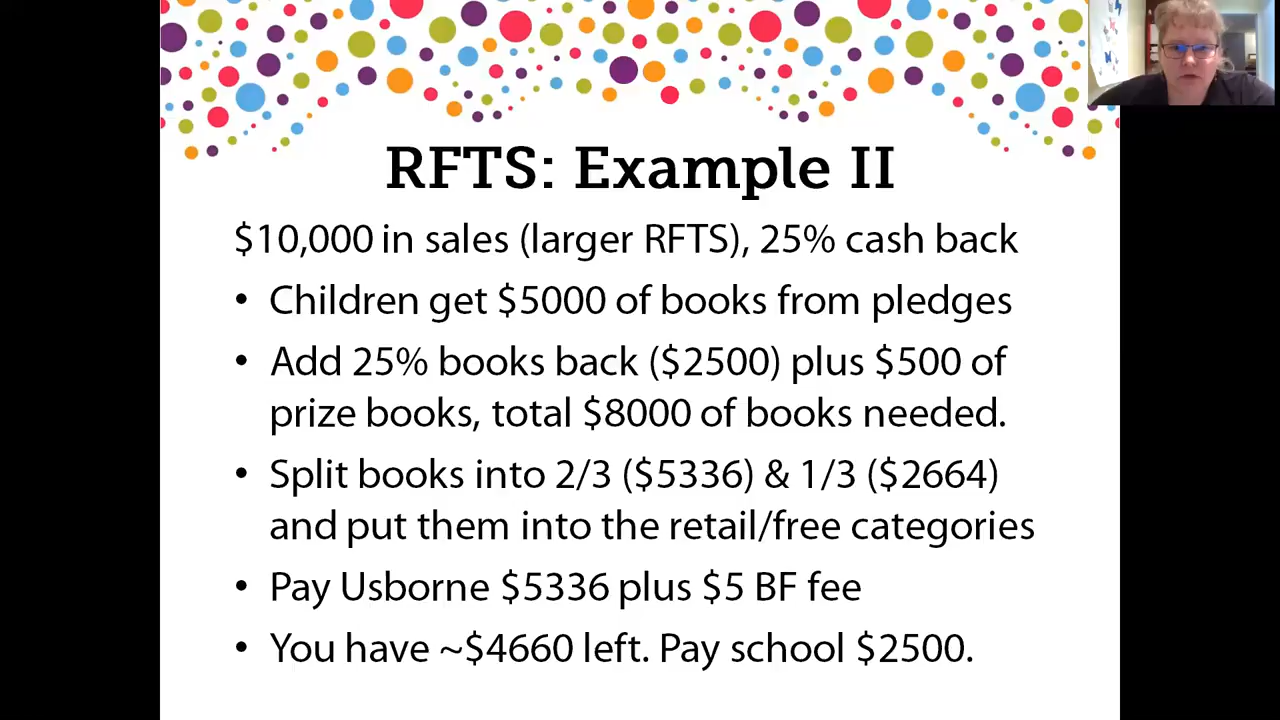 RFTS: Example II
$10,000 in sales (larger RFTS), 25% cash back
• Children get $5000 of books from pledges
• Add 25% books back ($2500) plus $500 of
prize books, total $8000 of books needed.
• Split books into 2/3 ($5336) & 1/3 ($2664)
and put them into the retail/free categories
• Pay Usborne $5336 plus $5 BF fee
• You have ~$4660 left. Pay school $2500.